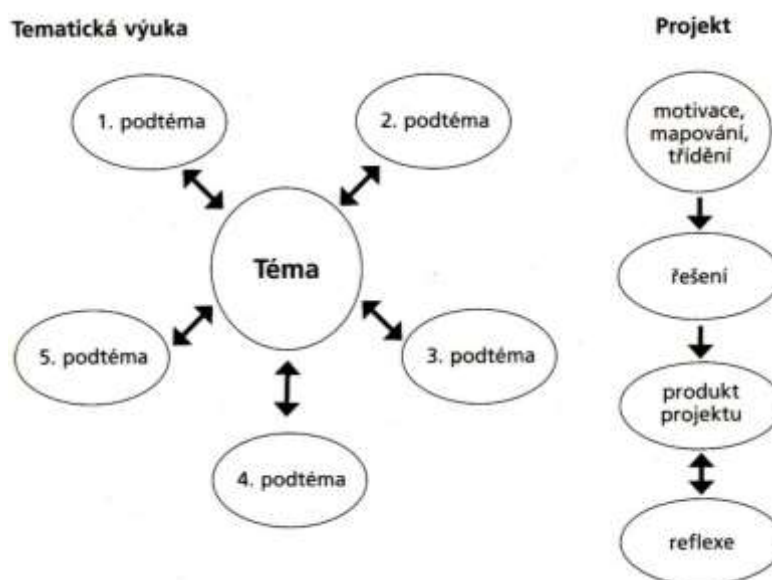 Tematická výuka
1. podtéma
2. podtéma
Téma
5. podtéma
3. podtéma
4. podtéma
Projekt
motivace,
mapování,
třídění
řešení
produkt
projektu
reflexe